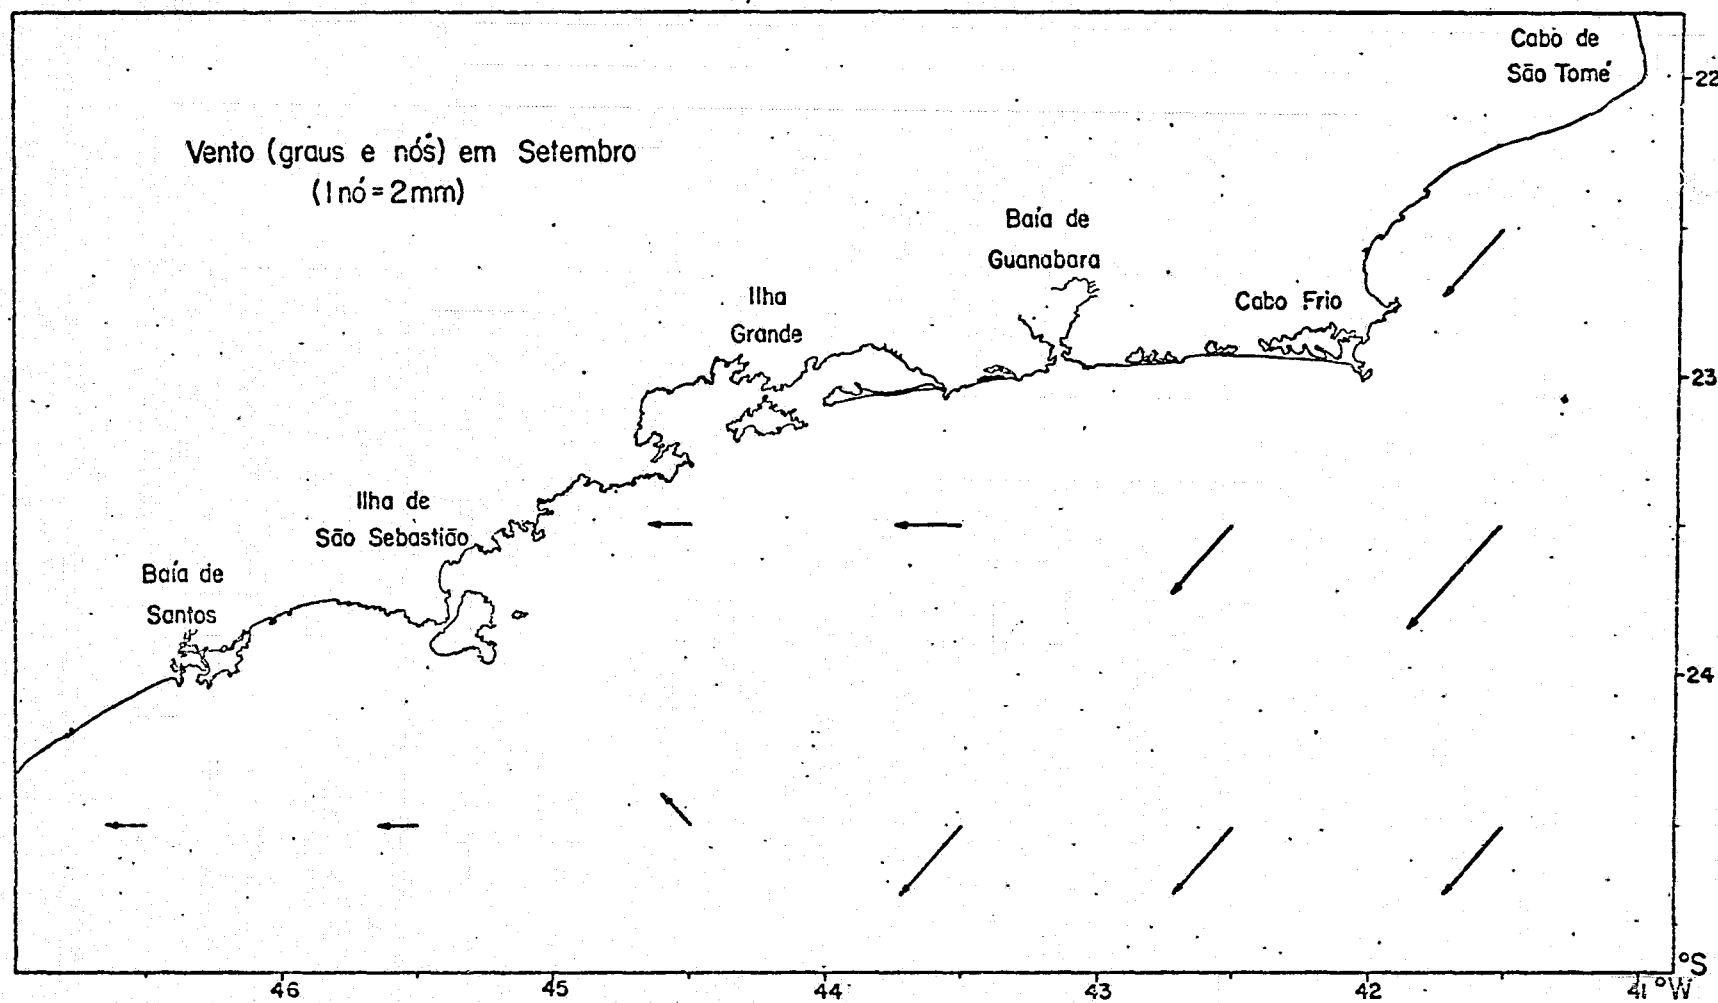 Cabo de
São Tomé
22
Vento (graus e nós) em Setembro
(1 nó = 2 mm)
Baía de
Guanabara
Ilha
Grande
Cabo Frio
23
Ilha de
São Sebastião
Baía de
Santos
24
°S
46
45
44
43
42
41 °W